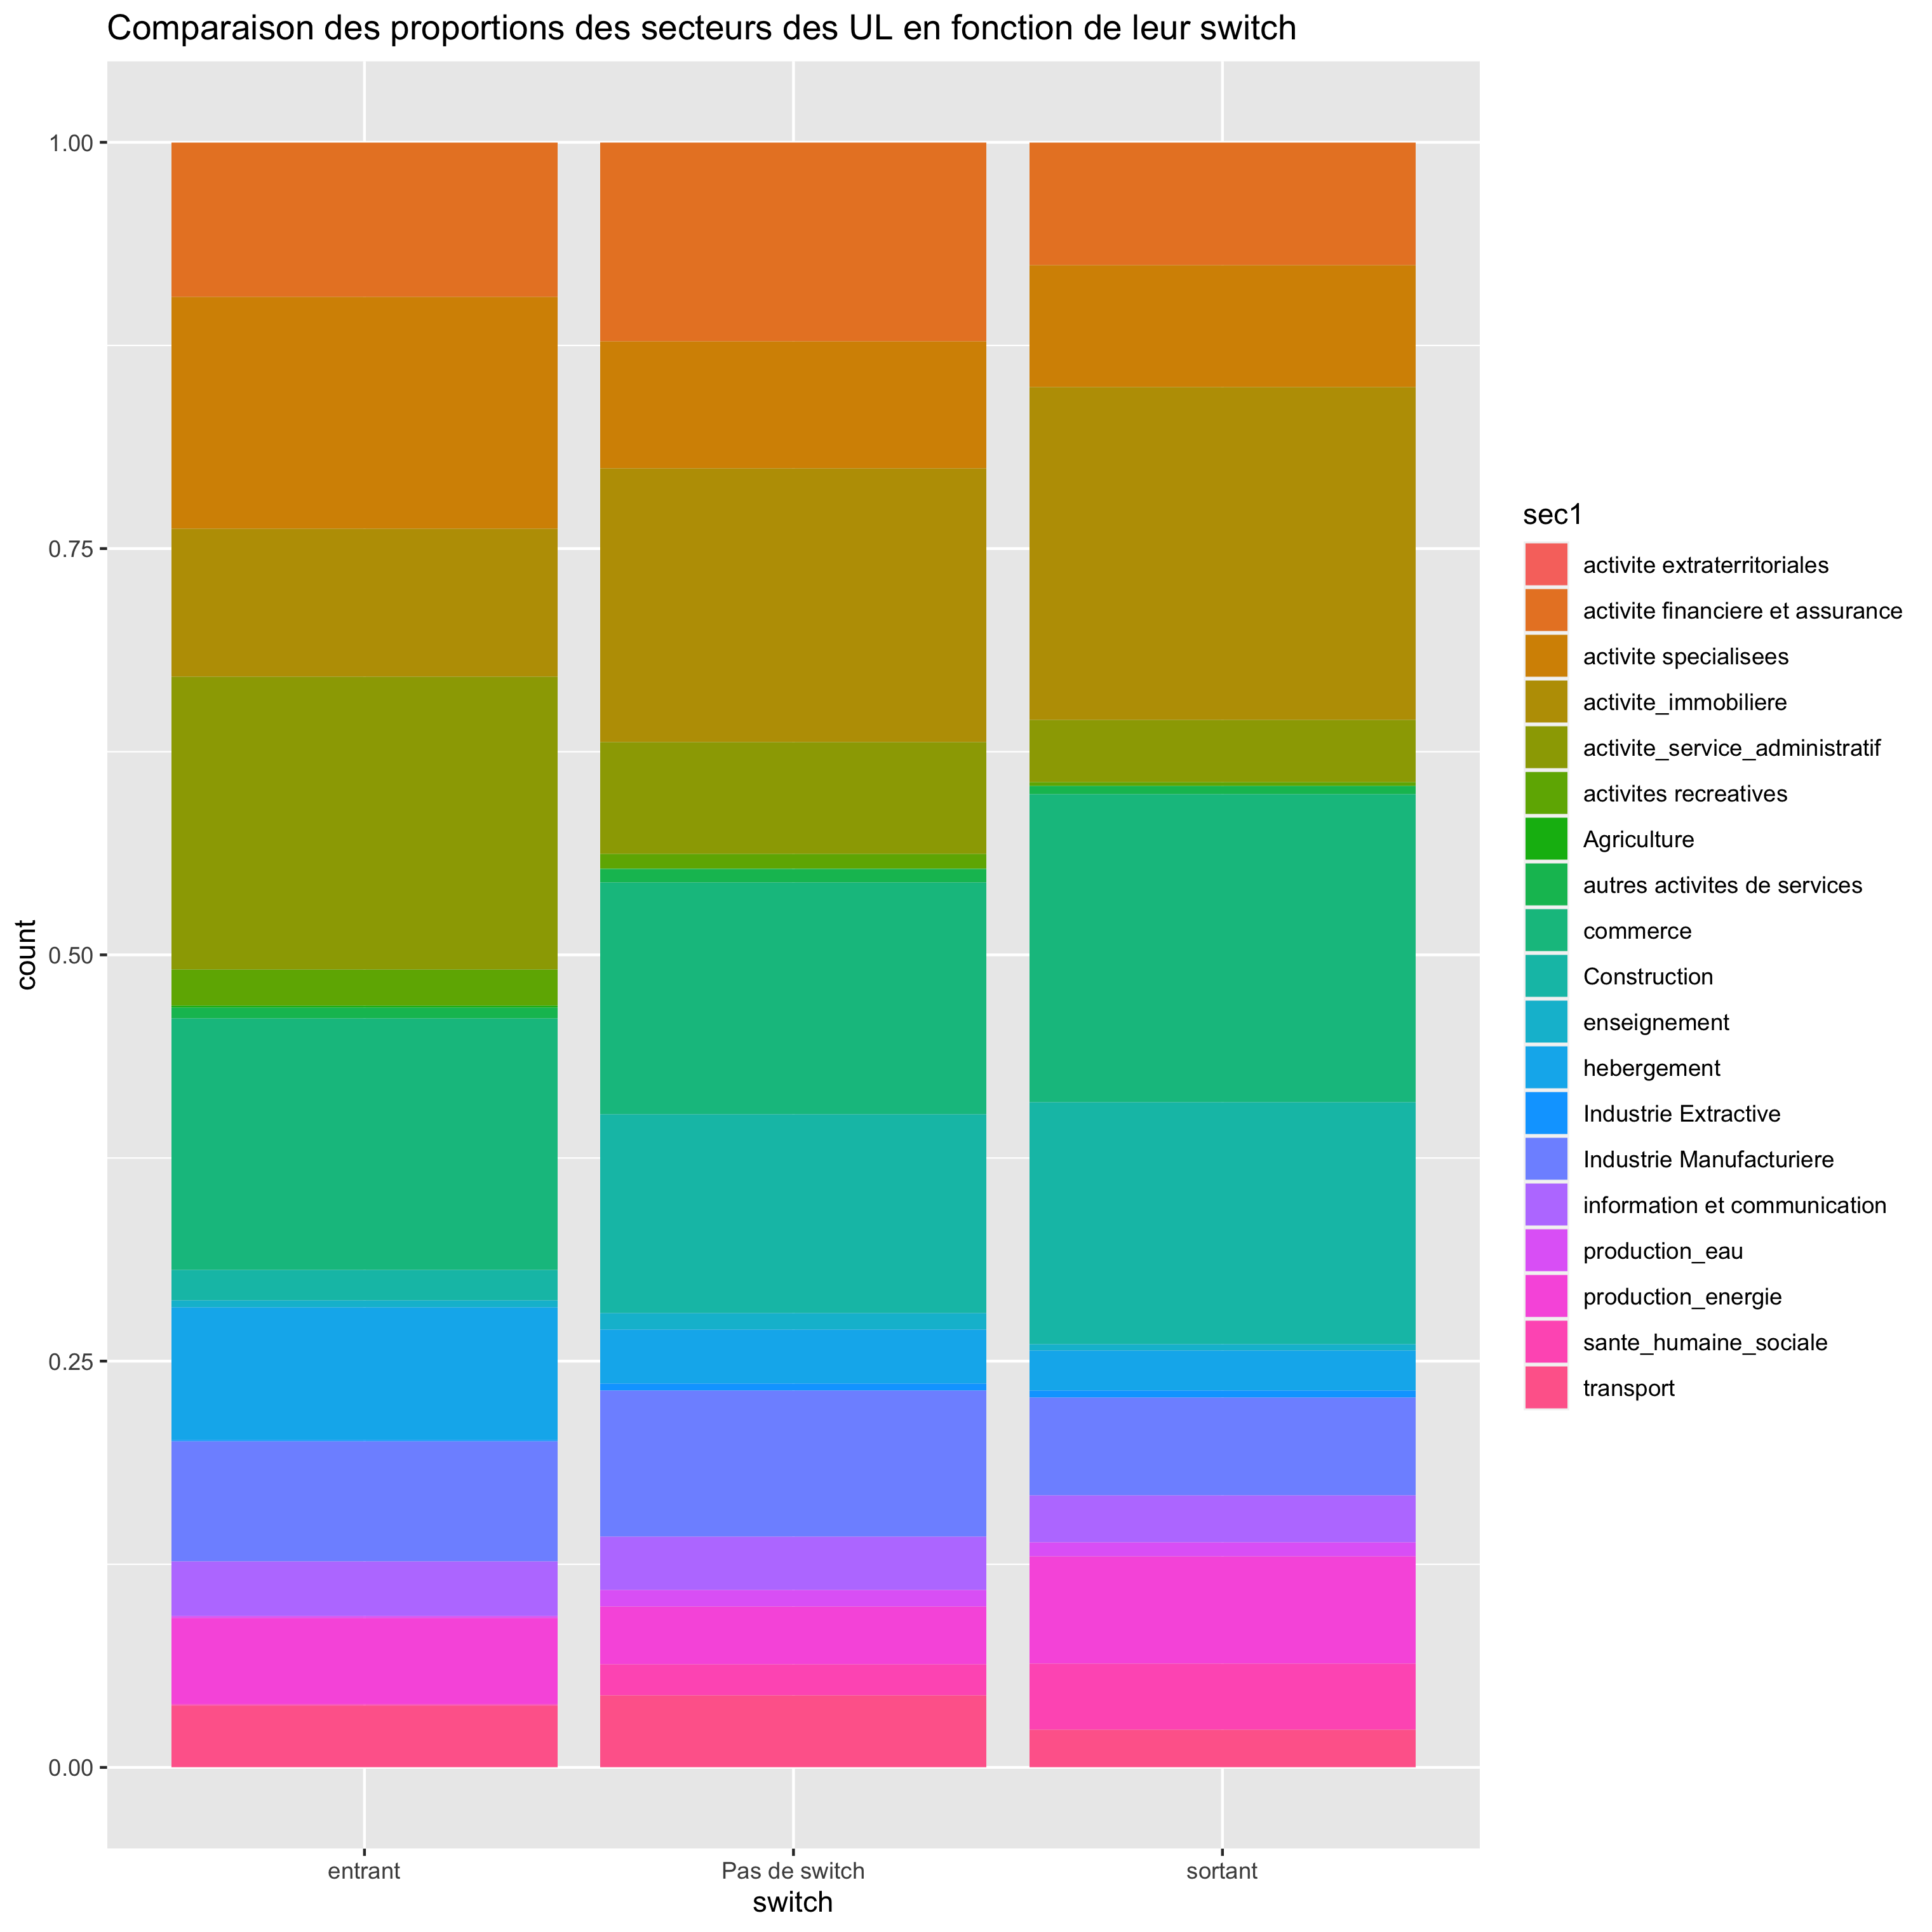 Comparaison des proportions des secteurs des UL en fonction de leur switch
1.00
0.75
0.50
0.25
0.00
count
entrant
Pas de switch
sortant
switch
sec1
activite extraterritoriales
activite financiere et assurance
activite specialisees
activite_immobiliere
activite_service_administratif
activites recreatives
Agriculture
autres activites de services
commerce
Construction
enseignement
hebergement
Industrie Extractive
Industrie Manufacturiere
information et communication
production_eau
production_energie
sante_humaine_sociale
transport